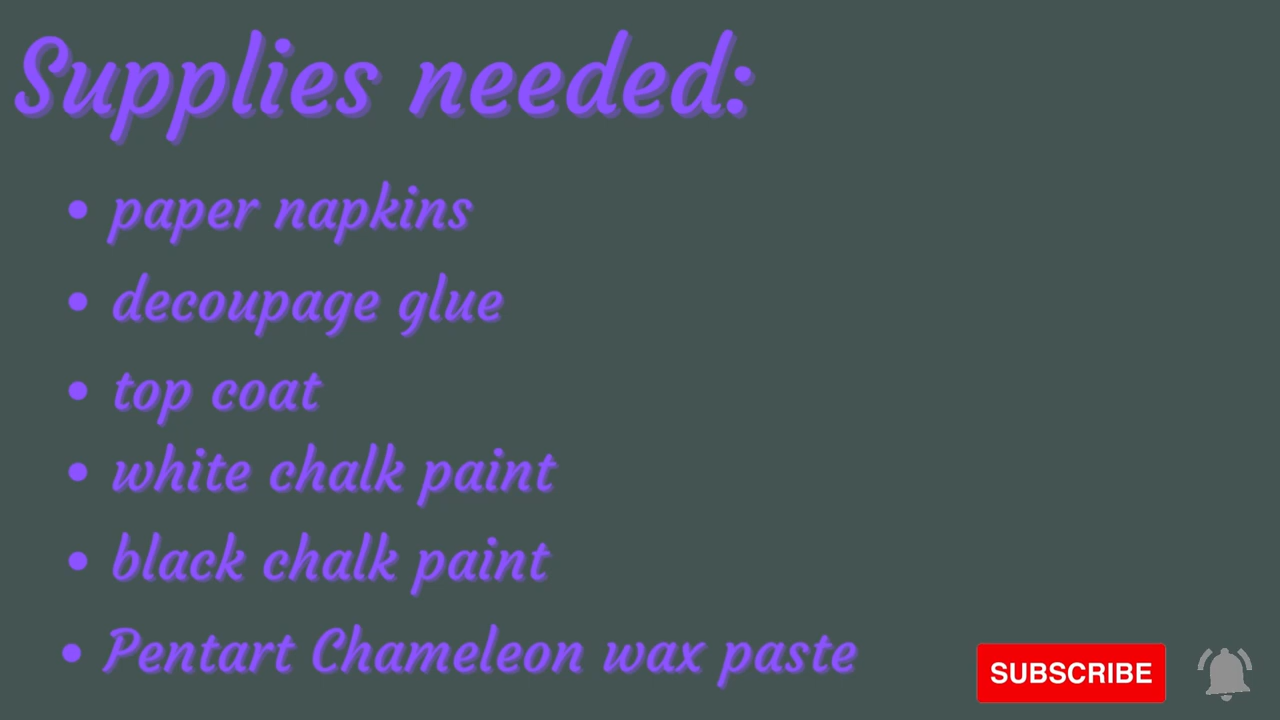 Supplies needed:
• paper napkins
• decoupage glue
• top coat
• white chalk paint
• black chalk paint
• Pentart Chameleon wax paste
SUBSCRIBE